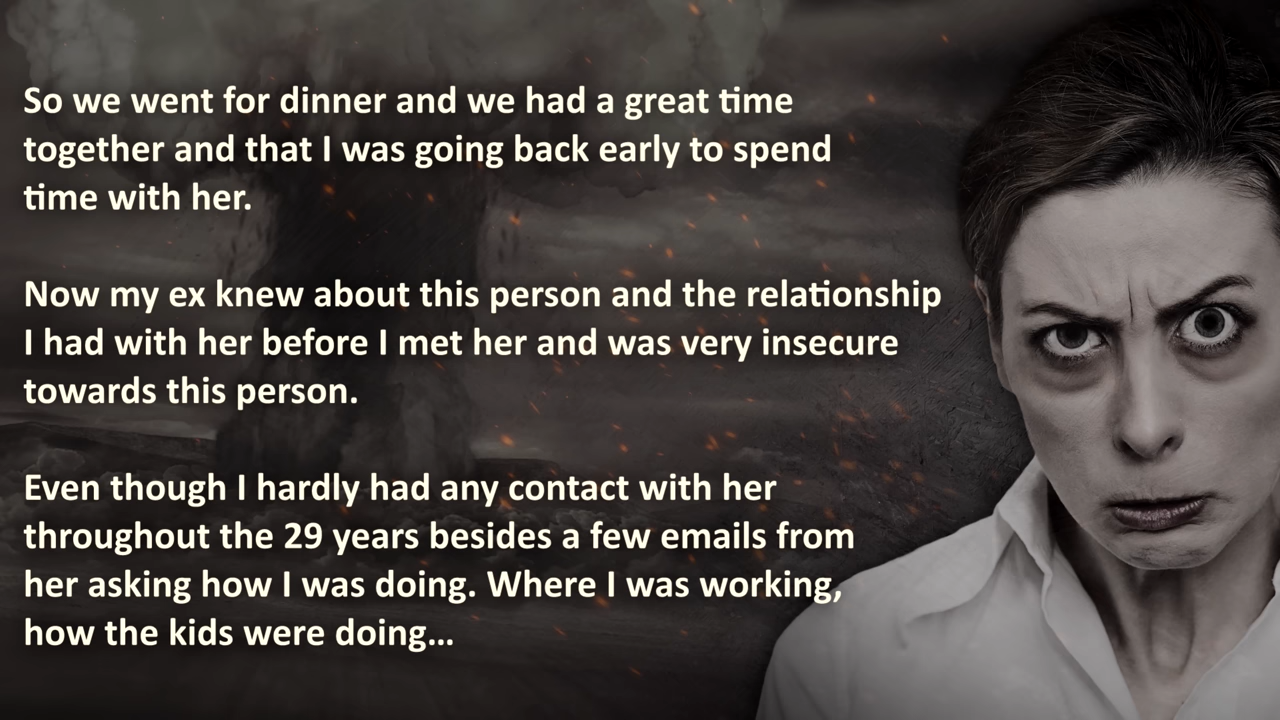 So we went for dinner and we had a great time
together and that I was going back early to spend
time with her.
Now my ex knew about this person and the relationship
I had with her before I met her and was very insecure
towards this person.
Even though I hardly had any contact with her
throughout the 29 years besides a few emails from
her asking how I was doing. Where I was working,
how the kids were doing...